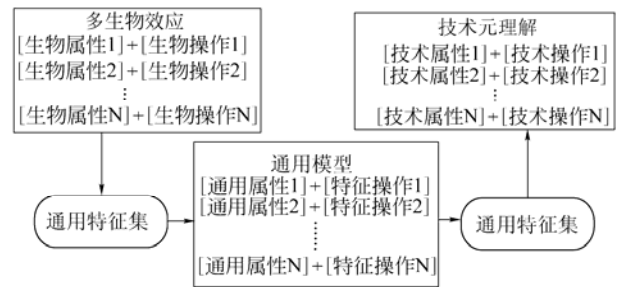 多生物效应
[生物属性1]+[生物操作1]
[生物属性2]+[生物操作2]
⋮
[生物属性N]+[生物操作N]
通用特征集
通用模型
[通用属性1]+[特征操作1]
[通用属性2]+[特征操作2]
⋮
[通用属性N]+[特征操作N]
通用特征集
技术元理解
[技术属性1]+[技术操作1]
[技术属性2]+[技术操作2]
⋮
[技术属性N]+[技术操作N]